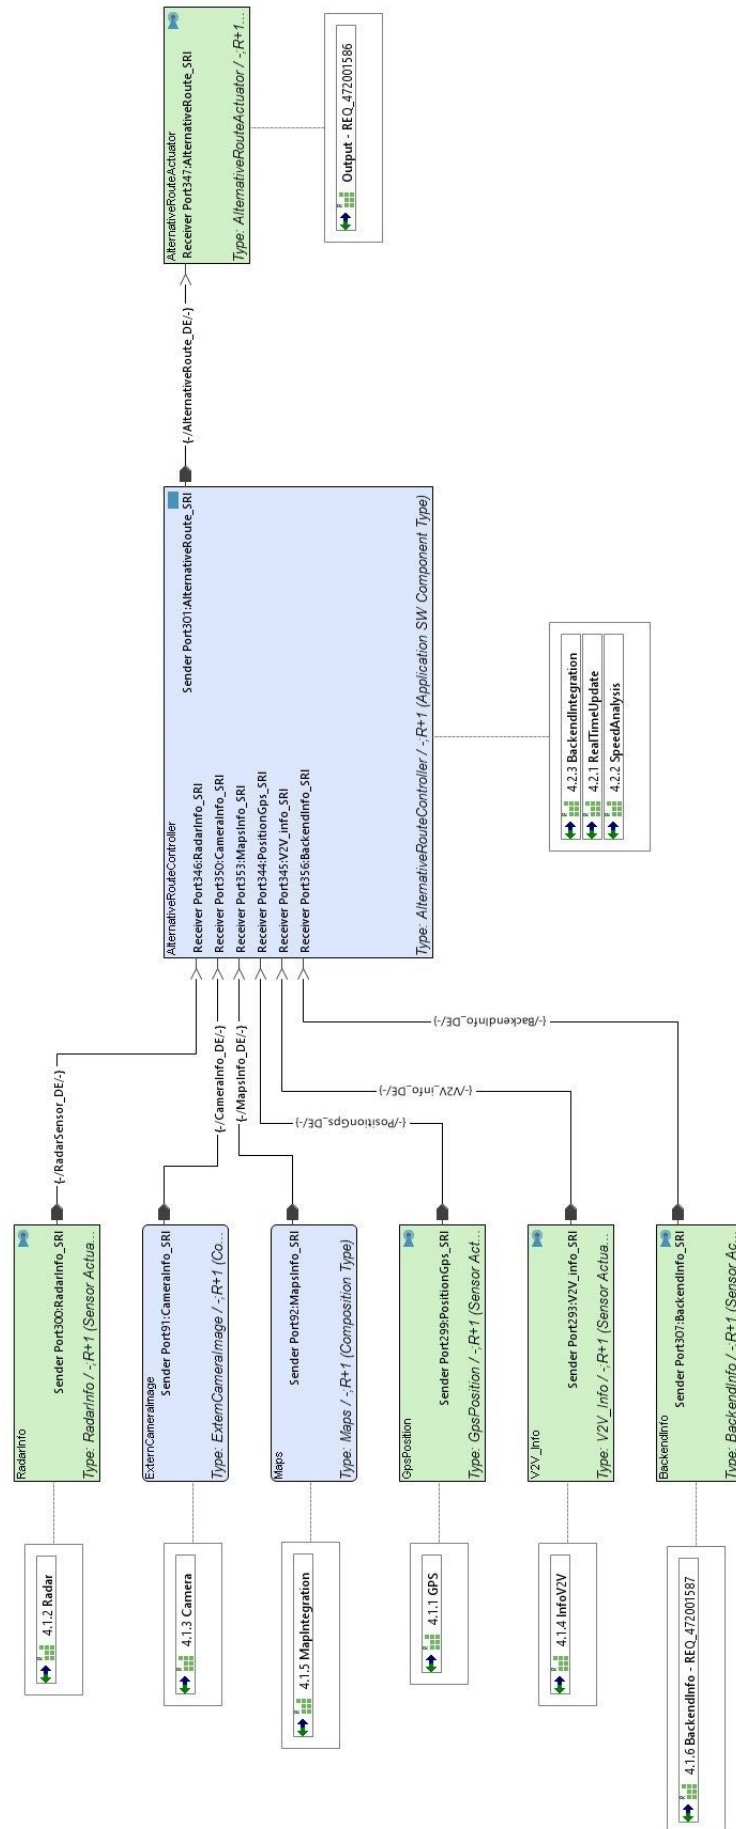 4.1.2 Radar
RadarInfo
Sender Port300:RadarInfo_SRI
Type: RadarInfo / -;R+1 (Sensor Actua...
{-/RadarSensor_DE/-}
4.1.3 Camera
ExternCameraImage
Sender Port91:CameraInfo_SRI
Type: ExternCameraImage / -;R+1 (Co...
{-/CameraInfo_DE/-}
4.1.5 MapIntegration
Maps
Sender Port92:MapsInfo_SRI
Type: Maps / -;R+1 (Composition Type)
{-/MapsInfo_DE/-}
4.1.1 GPS
GpsPosition
Sender Port299:PositionGps_SRI
Type: GpsPosition / -;R+1 (Sensor Act...
{-/PositionGps_DE/-}
4.1.4 InfoV2V
V2V_Info
Sender Port293:V2V_info_SRI
Type: V2V_Info / -;R+1 (Sensor Actua...
{-/V2V_info_DE/-}
4.1.6 BackendInfo - REQ_472001587
BackendInfo
Sender Port307:BackendInfo_SRI
Type: BackendInfo / -;R+1 (Sensor Ac...
{-/BackendInfo_DE/-}
AlternativeRouteController
Receiver Port346:RadarInfo_SRI
Receiver Port350:CameraInfo_SRI
Receiver Port353:MapsInfo_SRI
Receiver Port344:PositionGps_SRI
Receiver Port345:V2V_info_SRI
Receiver Port356:BackendInfo_SRI
Sender Port301:AlternativeRoute_SRI
Type: AlternativeRouteController / -;R+1 (Application SW Component Type)
4.2.3 BackendIntegration
4.2.1 RealTimeUpdate
4.2.2 SpeedAnalysis
{-/AlternativeRoute_DE/-}
AlternativeRouteActuator
Receiver Port347:AlternativeRoute_SRI
Type: AlternativeRouteActuator / -;R+1...
Output - REQ_472001586